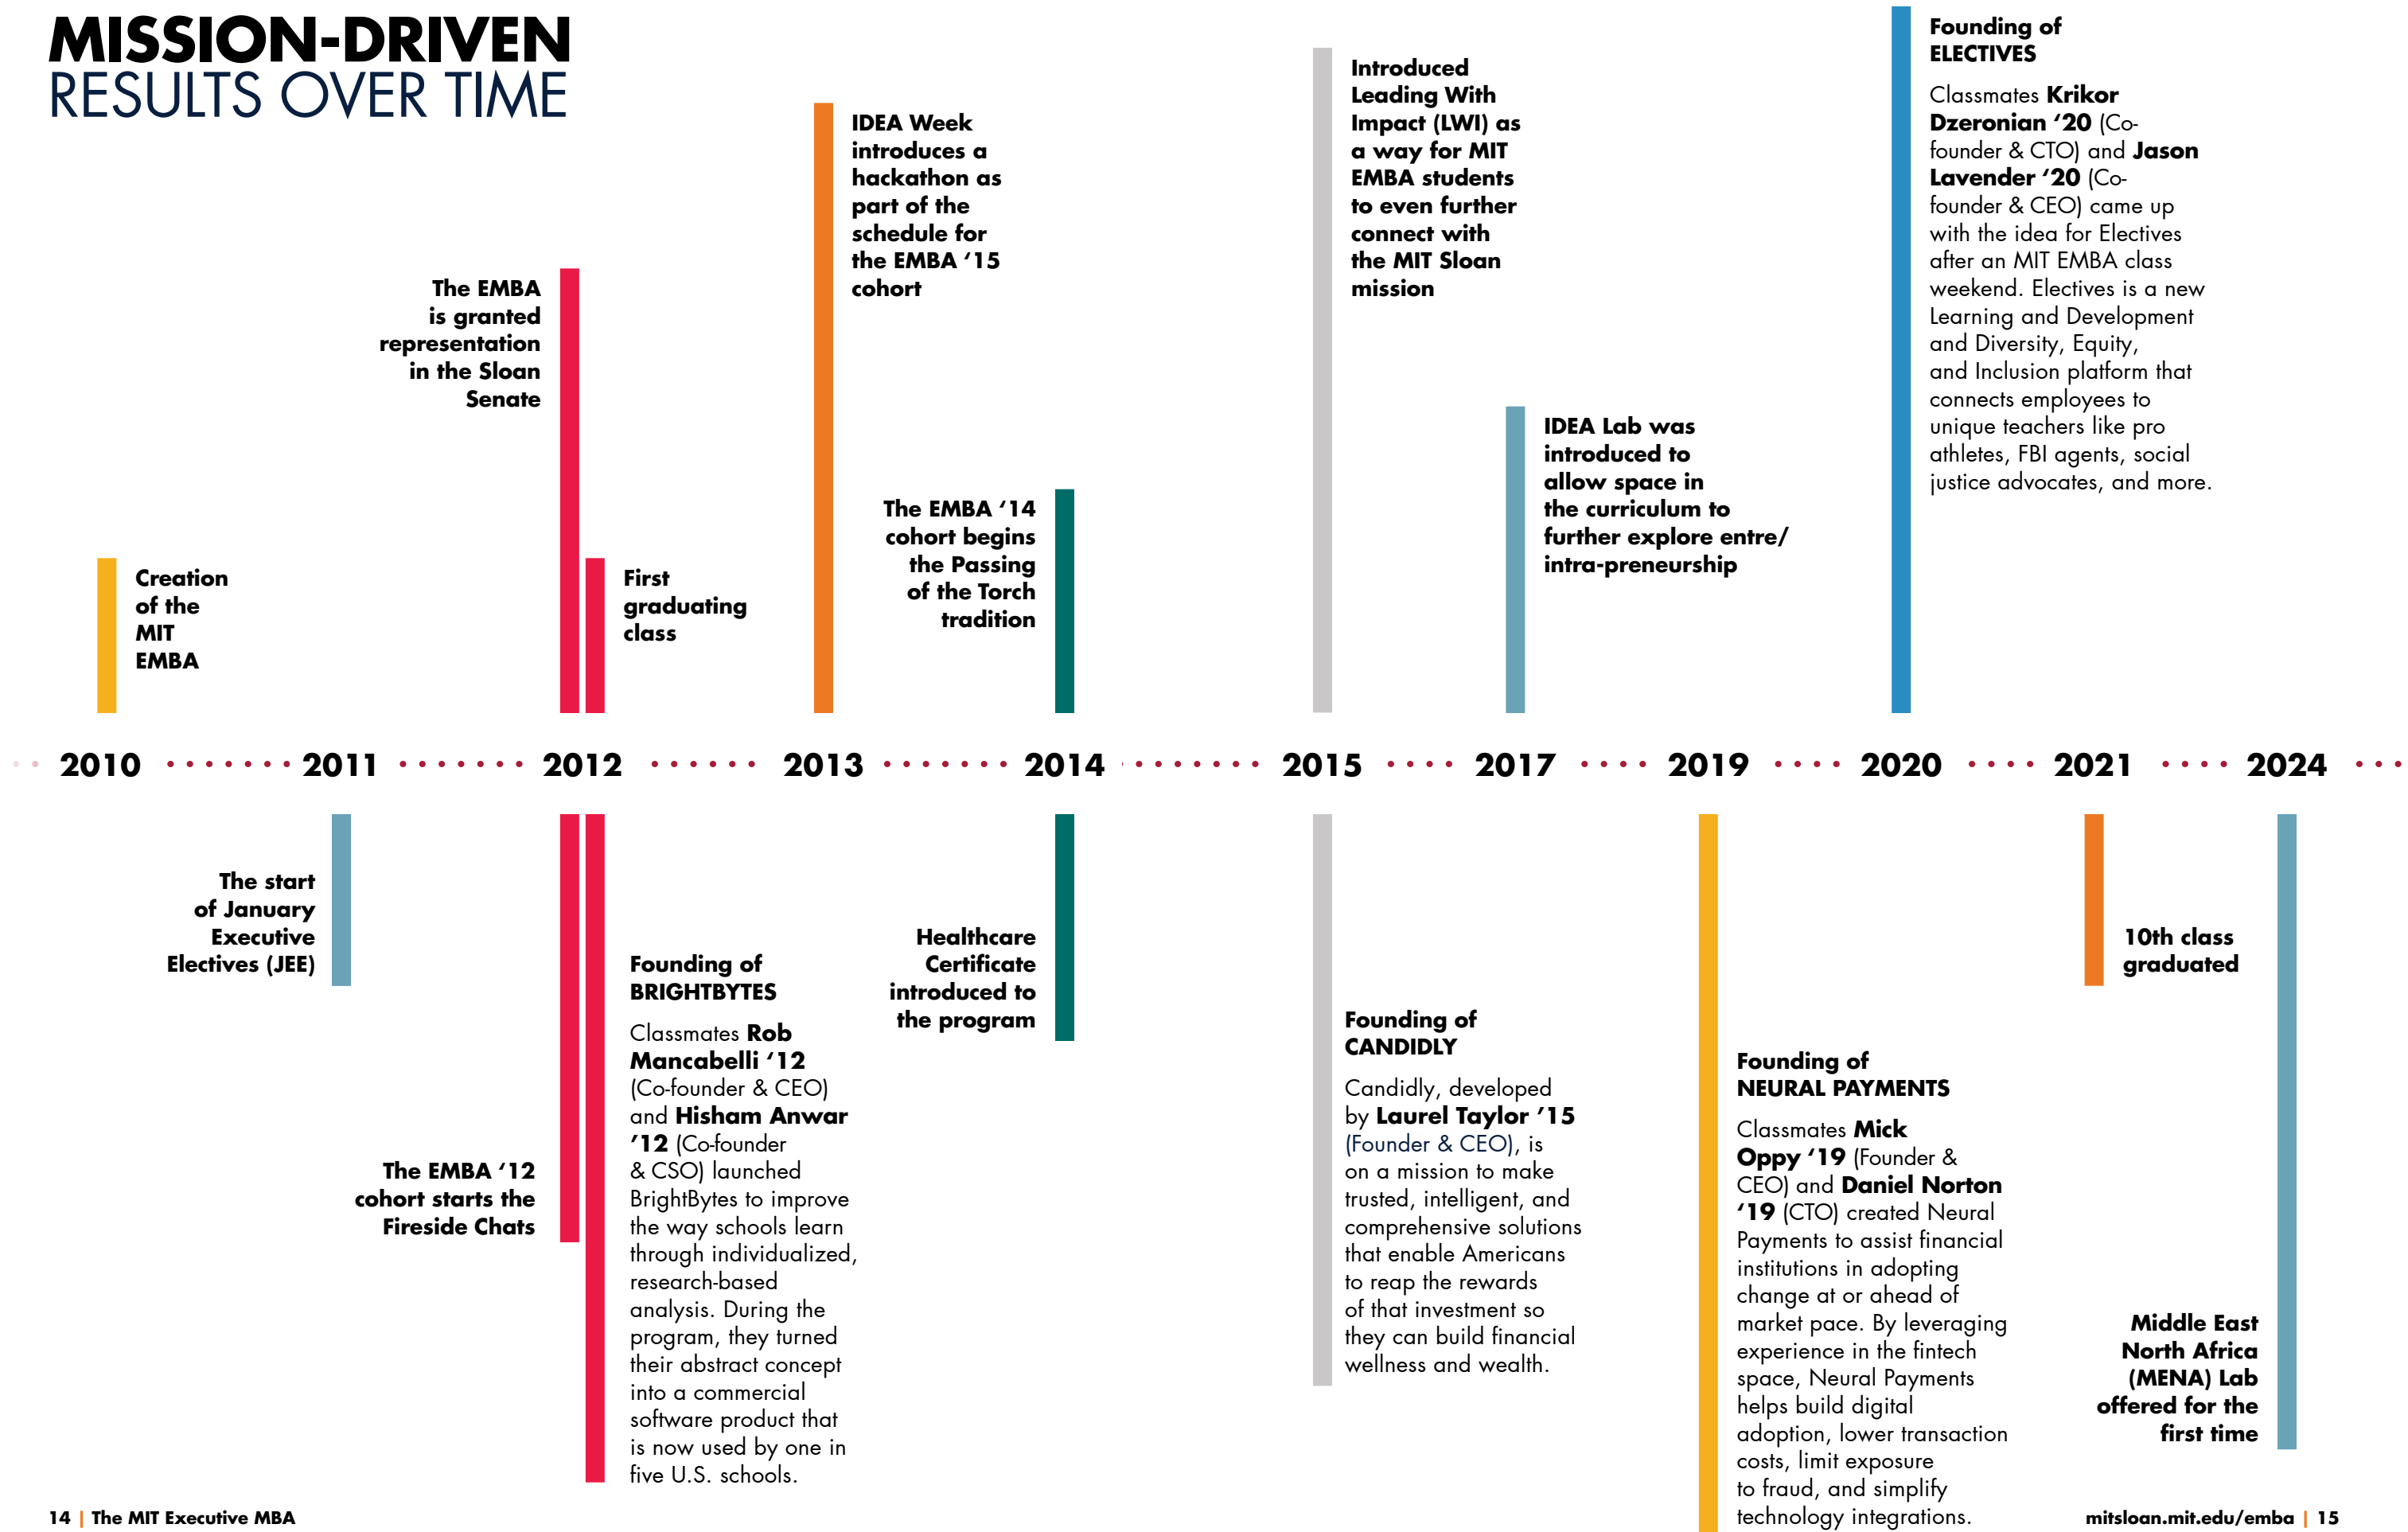 MISSION-DRIVEN
RESULTS OVER TIME
Creation
of the
MIT
EMBA
The EMBA
is granted
representation
in the Sloan
Senate
First
graduating
class
IDEA Week
introduces a
hackathon as
part of the
schedule for
the EMBA ‘15
cohort
The EMBA ‘14
cohort begins
the Passing
of the Torch
tradition
Introduced
Leading With
Impact (LWI) as
a way for MIT
EMBA students
to even further
connect with
the MIT Sloan
mission
IDEA Lab was
introduced to
allow space in
the curriculum to
further explore entre/
intra-preneurship
Founding of
ELECTIVES
Classmates Krikor
Dzeronian ‘20 (Co-
founder & CTO) and Jason
Lavender ‘20 (Co-
founder & CEO) came up
with the idea for Electives
after an MIT EMBA class
weekend. Electives is a new
Learning and Development
and Diversity, Equity,
and Inclusion platform that
connects employees to
unique teachers like pro
athletes, FBI agents, social
justice advocates, and more.
2010 2011 2012 2013 2014 2015 2017 2019 2020 2021 2024
The start
of January
Executive
Electives (JEE)
The EMBA ‘12
cohort starts the
Fireside Chats
Founding of
BRIGHTBYTES
Classmates Rob
Mancabelli ‘12
(Co-founder & CEO)
and Hisham Anwar
’12 (Co-founder
& CSO) launched
BrightBytes to improve
the way schools learn
through individualized,
research-based
analysis. During the
program, they turned
their abstract concept
into a commercial
software product that
is now used by one in
five U.S. schools.
Healthcare
Certificate
introduced to
the program
Founding of
CANDIDLY
Candidly, developed
by Laurel Taylor ’15
(Founder & CEO), is
on a mission to make
trusted, intelligent, and
comprehensive solutions
that enable Americans
to reap the rewards
of that investment so
they can build financial
wellness and wealth.
Founding of
NEURAL PAYMENTS
Classmates Mick
Oppy ‘19 (Founder &
CEO) and Daniel Norton
‘19 (CTO) created Neural
Payments to assist financial
institutions in adopting
change at or ahead of
market pace. By leveraging
experience in the fintech
space, Neural Payments
helps build digital
adoption, lower transaction
costs, limit exposure
to fraud, and simplify
technology integrations.
10th class
graduated
Middle East
North Africa
(MENA) Lab
offered for the
first time
14 | The MIT Executive MBA
mitsloan.mit.edu/emba | 15